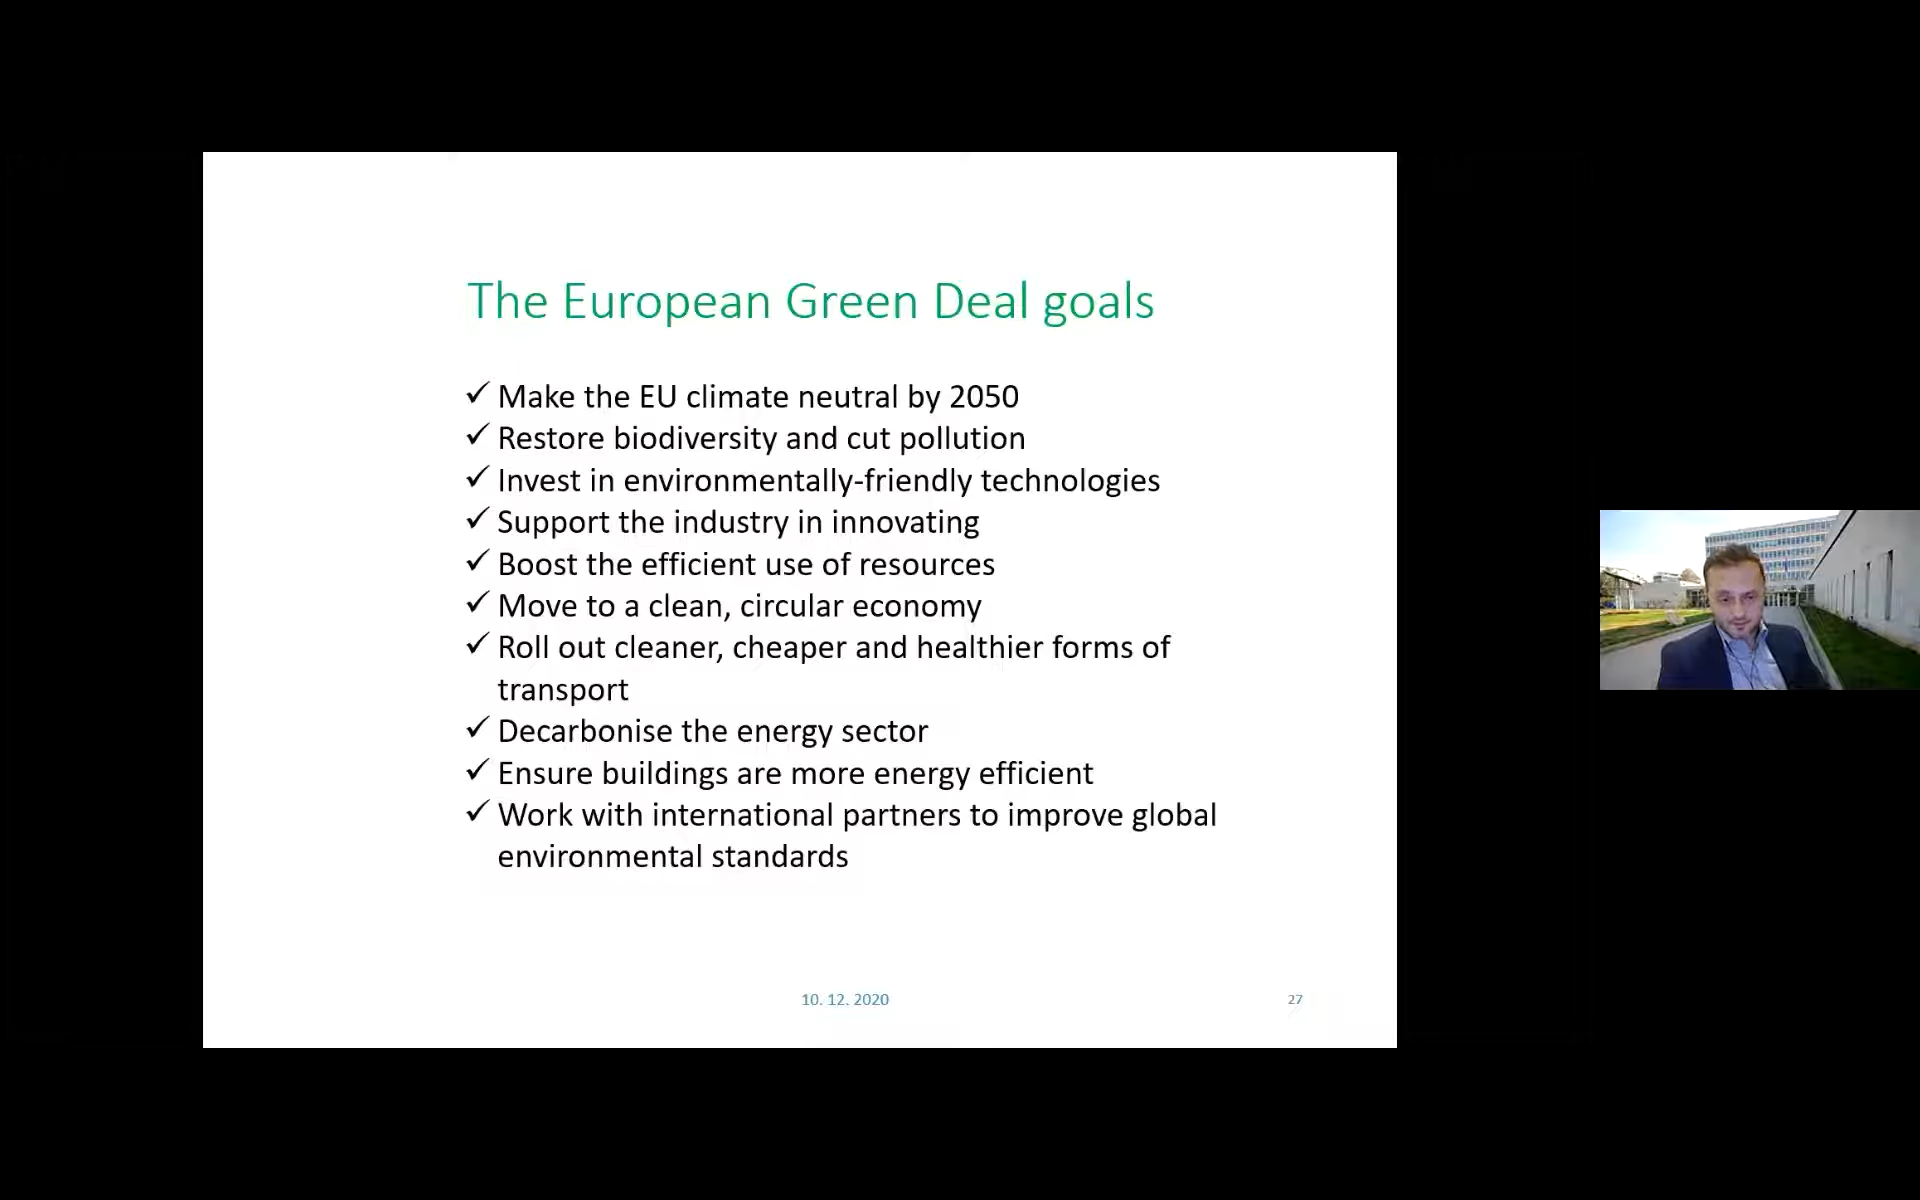 The European Green Deal goals
✓ Make the EU climate neutral by 2050
✓ Restore biodiversity and cut pollution
✓ Invest in environmentally-friendly technologies
✓ Support the industry in innovating
✓ Boost the efficient use of resources
✓ Move to a clean, circular economy
✓ Roll out cleaner, cheaper and healthier forms of
transport
✓ Decarbonise the energy sector
✓ Ensure buildings are more energy efficient
✓ Work with international partners to improve global
environmental standards
10. 12. 2020
27